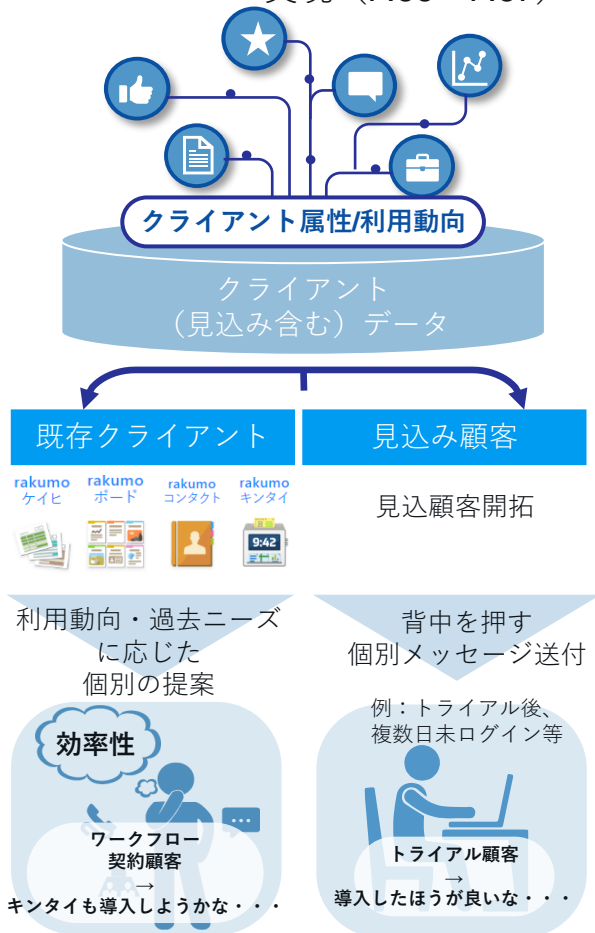 クライアント属性/利用動向
クライアント
（見込み含む）データ
既存クライアント
見込み顧客
rakumo
ケイヒ
rakumo
ボード
rakumo
コンタクト
rakumo
キンタイ
9:42
見込顧客開拓
利用動向・過去ニーズ
に応じた
個別の提案
背中を押す
個別メッセージ送付
例：トライアル後、
複数日未ログイン等
効率性
ワークフロー
契約顧客
→
キンタイも導入しようかな・・・
トライアル顧客
→
導入したほうが良いな・・・